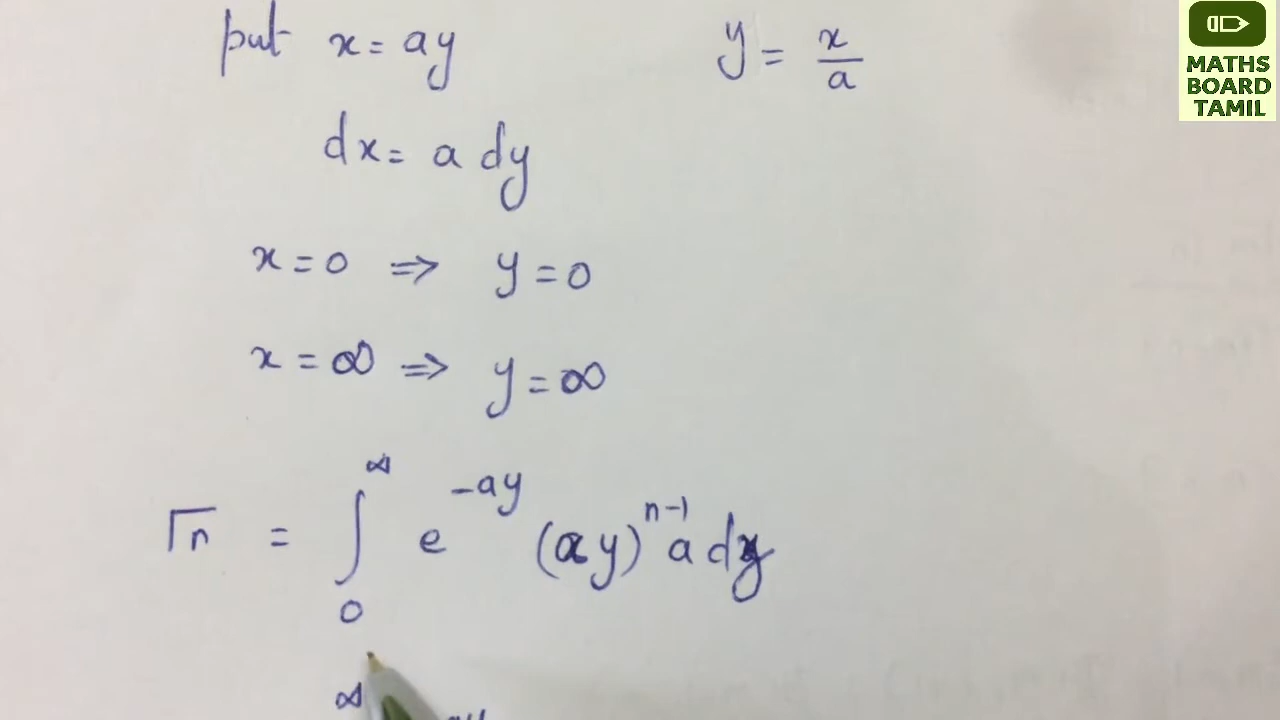 put x = ay y = x/a
MATHS
BOARD
TAMIL
dx = a dy
x = 0 ⇒ y = 0
x = ∞ ⇒ y = ∞
Γn = ∫₀^∞ e^(-ay) (ay)^(n-1) a dy
∞